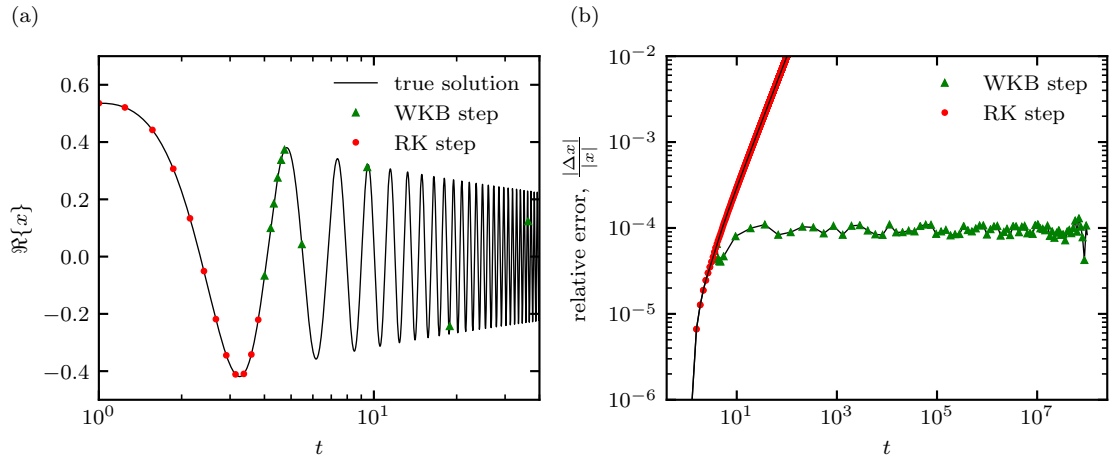 (a)
0.6
0.4
0.2
0.0
−0.2
−0.4
ℜ{x}
true solution
WKB step
RK step
10^0
10^1
t
(b)
10^−2
10^−3
10^−4
10^−5
10^−6
relative error, |Δx|/|x|
WKB step
RK step
10^1
10^3
10^5
10^7
t